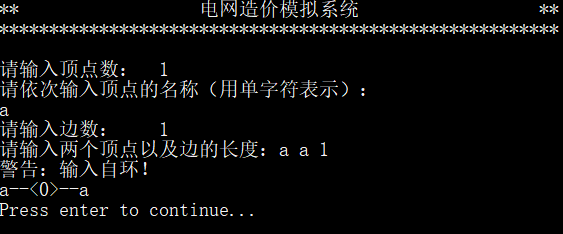 **                    电网造价模拟系统                    **
********************************************************
请输入顶点数：  1
请依次输入顶点的名称（用单字符表示）：
a
请输入边数：    1
请输入两个顶点以及边的长度：a a 1
警告：输入自环！
a--<0>--a
Press enter to continue...